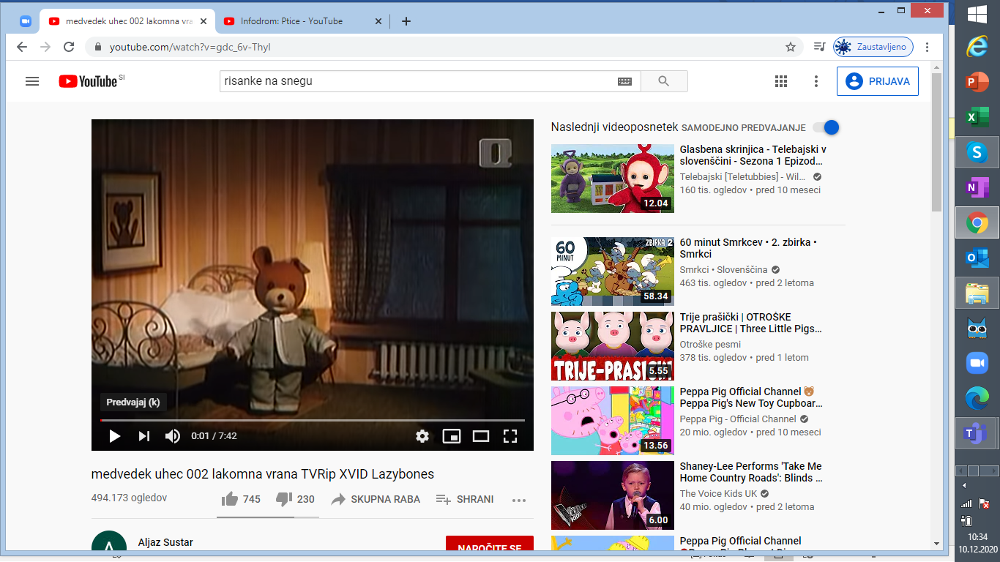 medvedek uhec 002 lakomna vra
Infodrom: Ptice - YouTube
youtube.com/watch?v=gdc_6v-ThyI
Zaustavljeno
YouTube SI
risanke na snegu
PRIJAVA
Predvajaj (k)
0:01 / 7:42
medvedek uhec 002 lakomna vrana TVRip XVID Lazybones
494.173 ogledov
745
230
SKUPNA RABA
SHRANI
Aljaz Sustar
NAROČITE SE
Naslednji videoposnetek
SAMODEJNO PREDVAJANJE
12.04
Glasbena skrinjica - Telebajski v
slovenščini - Sezona 1 Epizod...
Telebajski [Teletubbies] - Wil...
160 tis. ogledov • pred 10 meseci
60
MINUT
ZBIRKA 2
58.34
60 minut Smrkcev • 2. zbirka •
Smrkci
Smrkci • Slovenščina
463 tis. ogledov • pred 2 letoma
TRIJE-PRASICKI
5.55
Trije prašički | OTROŠKE
PRAVLJICE | Three Little Pigs...
Otroške pesmi
378 tis. ogledov • pred 1 letom
13.56
Peppa Pig Official Channel 🐻
Peppa Pig's New Toy Cupboar...
Peppa Pig - Official Channel
20 mio. ogledov • pred 10 meseci
6.00
Shaney-Lee Performs 'Take Me
Home Country Roads': Blinds ...
The Voice Kids UK
40 mio. ogledov • pred 2 letoma
Peppa Pig Official Channel
10:34
10.12.2020